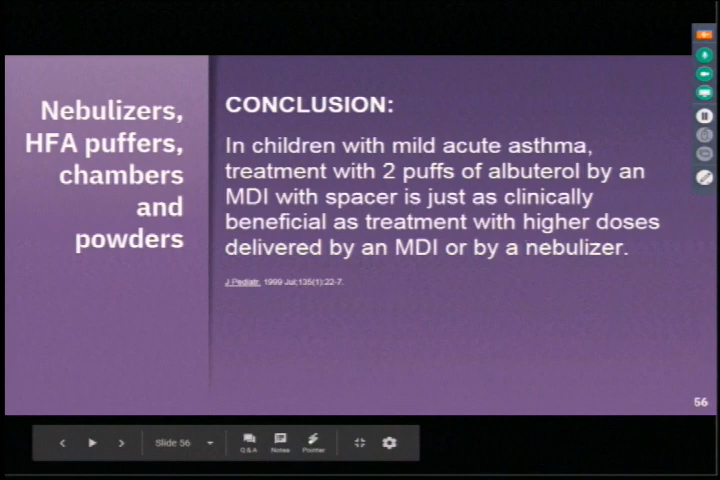 Nebulizers,
HFA puffers,
chambers
and
powders
CONCLUSION:
In children with mild acute asthma,
treatment with 2 puffs of albuterol by an
MDI with spacer is just as clinically
beneficial as treatment with higher doses
delivered by an MDI or by a nebulizer.
J Pediatr. 1999 Jul;135(1):22-7.
56
Slide 56
Q&A
Notes
Pointer